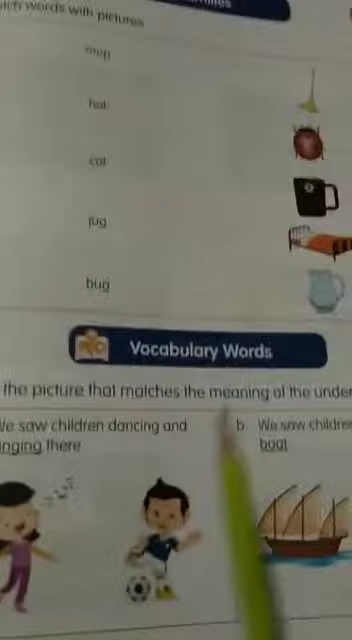 words with pictures
mop
hat
cot
jug
bug
Vocabulary Words
the picture that matches the meaning of the under
We saw children dancing and
b. We saw children
singing there
boat